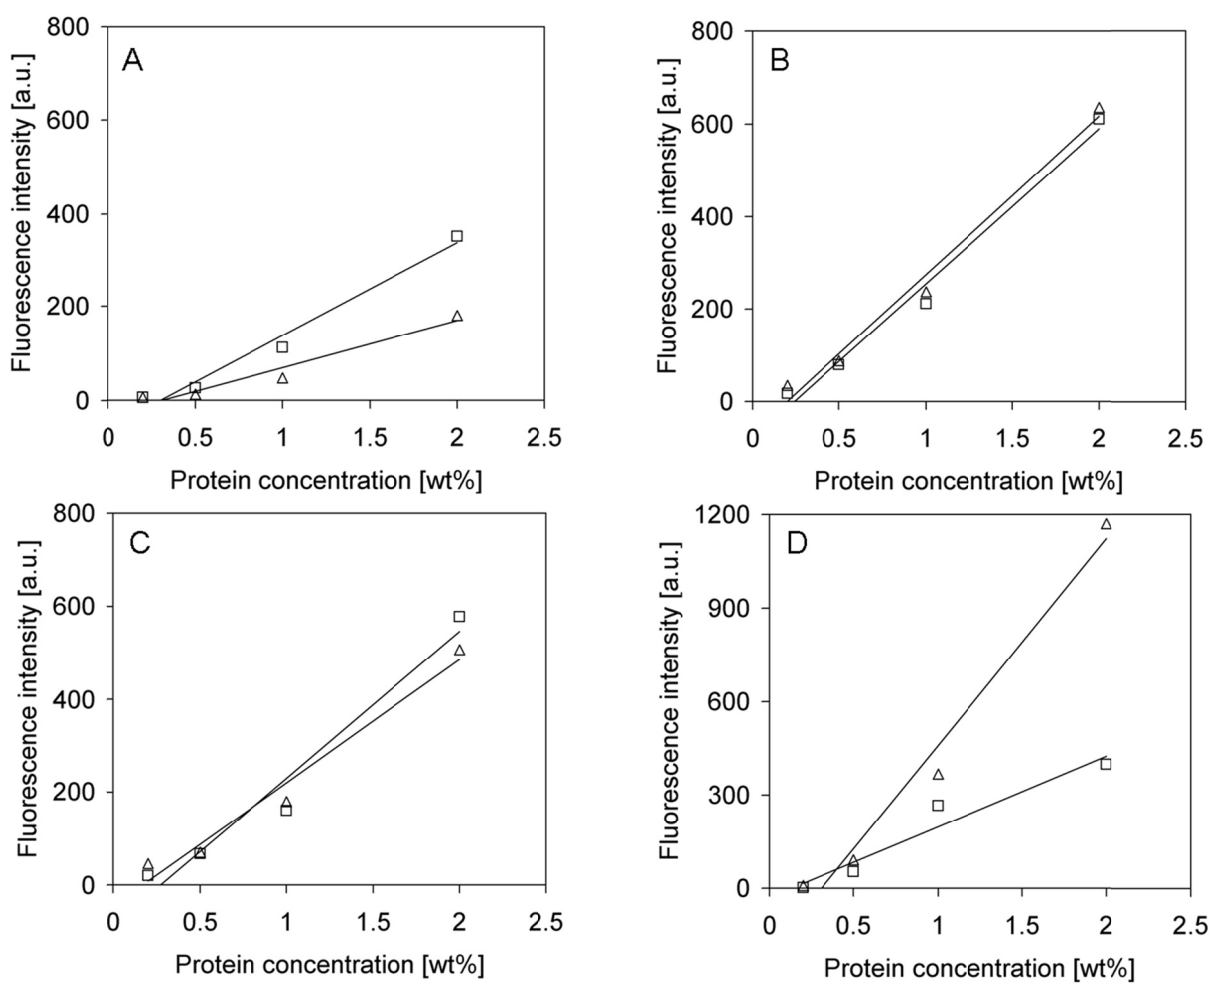 A
Fluorescence intensity [a.u.]
800
600
400
200
0
0 0.5 1 1.5 2 2.5
Protein concentration [wt%]
B
Fluorescence intensity [a.u.]
800
600
400
200
0
0 0.5 1 1.5 2 2.5
Protein concentration [wt%]
C
Fluorescence intensity [a.u.]
800
600
400
200
0
0 0.5 1 1.5 2 2.5
Protein concentration [wt%]
D
Fluorescence intensity [a.u.]
1200
900
600
300
0
0 0.5 1 1.5 2 2.5
Protein concentration [wt%]